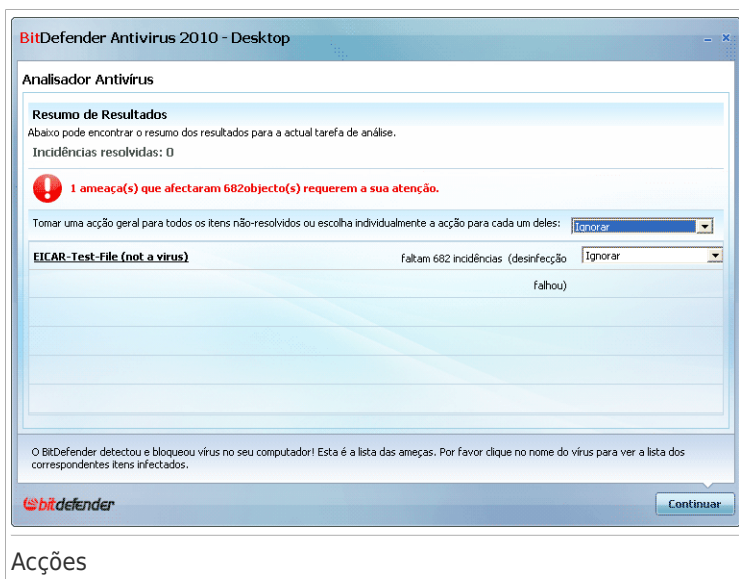 BitDefender Antivirus 2010 - Desktop
Analisador Antivírus
Resumo de Resultados
Abaixo pode encontrar o resumo dos resultados para a actual tarefa de análise.
Incidências resolvidas: 0
1 ameaça(s) que afectaram 682objecto(s) requerem a sua atenção.
Tomar uma acção geral para todos os itens não-resolvidos ou escolha individualmente a acção para cada um deles: Ignorar
EICAR-Test-File (not a virus) faltam 682 incidências (desinfecção Ignorar
falhou)
O BitDefender detectou e bloqueou vírus no seu computador! Esta é a lista das ameças. Por favor clique no nome do vírus para ver a lista dos
correspondentes itens infectados.
bitdefender Continuar
Acções